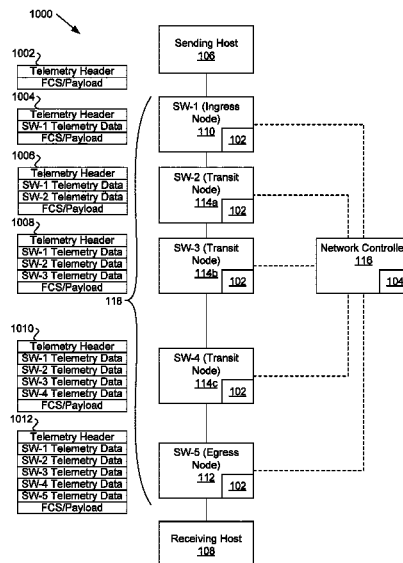 1000
Sending Host
106
1002
Telemetry Header
FCS/Payload
1004
Telemetry Header
SW-1 Telemetry Data
FCS/Payload
SW-1 (Ingress
Node)
110
102
1006
Telemetry Header
SW-1 Telemetry Data
SW-2 Telemetry Data
FCS/Payload
SW-2 (Transit
Node)
114a
102
1008
Telemetry Header
SW-1 Telemetry Data
SW-2 Telemetry Data
SW-3 Telemetry Data
FCS/Payload
118
SW-3 (Transit
Node)
114b
102
Network Controller
116
104
1010
Telemetry Header
SW-1 Telemetry Data
SW-2 Telemetry Data
SW-3 Telemetry Data
SW-4 Telemetry Data
FCS/Payload
SW-4 (Transit
Node)
114c
102
1012
Telemetry Header
SW-1 Telemetry Data
SW-2 Telemetry Data
SW-3 Telemetry Data
SW-4 Telemetry Data
SW-5 Telemetry Data
FCS/Payload
SW-5 (Egress
Node)
112
102
Receiving Host
108